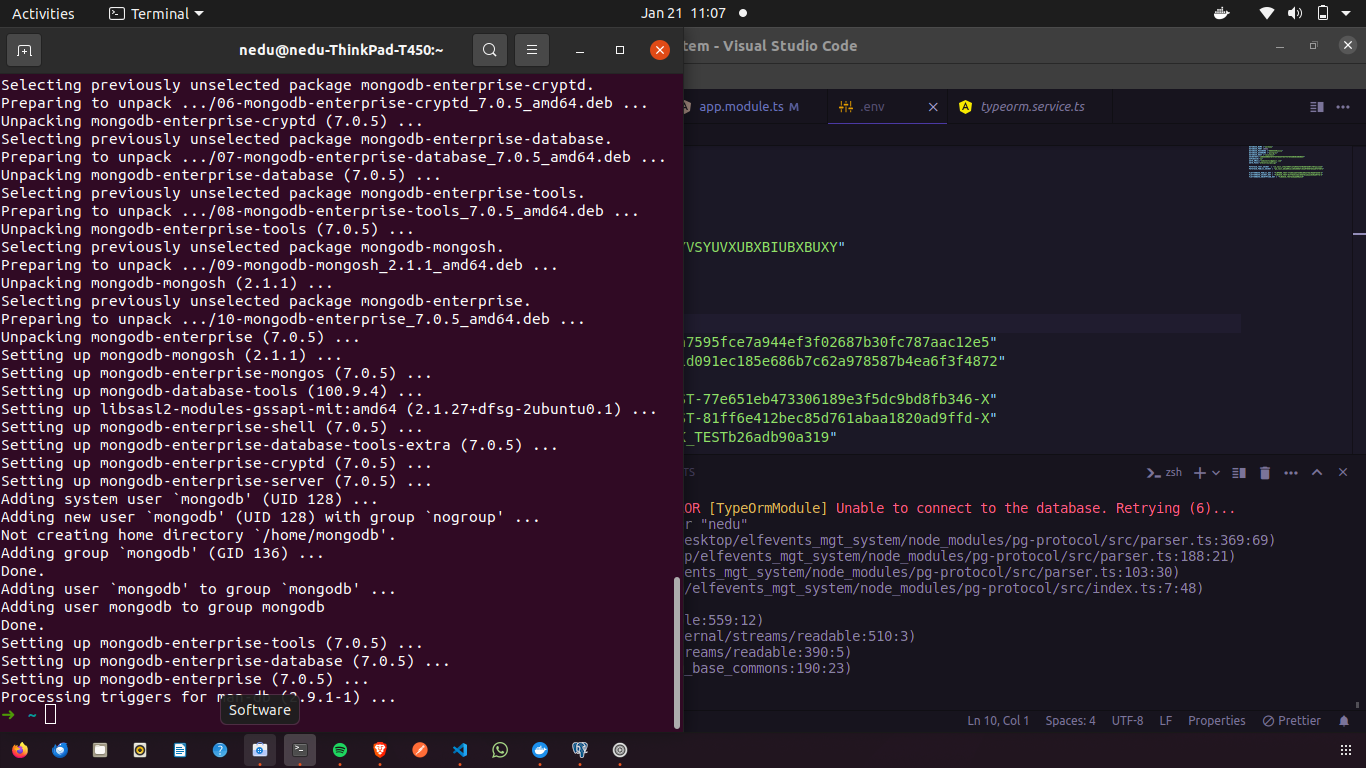 Activities
Terminal
Jan 21 11:07
nedu@nedu-ThinkPad-T450:~
tem - Visual Studio Code
Selecting previously unselected package mongodb-enterprise-cryptd.
Preparing to unpack .../06-mongodb-enterprise-cryptd_7.0.5_amd64.deb ...
Unpacking mongodb-enterprise-cryptd (7.0.5) ...
Selecting previously unselected package mongodb-enterprise-database.
Preparing to unpack .../07-mongodb-enterprise-database_7.0.5_amd64.deb ...
Unpacking mongodb-enterprise-database (7.0.5) ...
Selecting previously unselected package mongodb-enterprise-tools.
Preparing to unpack .../08-mongodb-enterprise-tools_7.0.5_amd64.deb ...
Unpacking mongodb-enterprise-tools (7.0.5) ...
Selecting previously unselected package mongodb-mongosh.
Preparing to unpack .../09-mongodb-mongosh_2.1.1_amd64.deb ...
Unpacking mongodb-mongosh (2.1.1) ...
Selecting previously unselected package mongodb-enterprise.
Preparing to unpack .../10-mongodb-enterprise_7.0.5_amd64.deb ...
Unpacking mongodb-enterprise (7.0.5) ...
Setting up mongodb-mongosh (2.1.1) ...
Setting up mongodb-enterprise-mongos (7.0.5) ...
Setting up mongodb-database-tools (100.9.4) ...
Setting up libsasl2-modules-gssapi-mit:amd64 (2.1.27+dfsg-2ubuntu0.1) ...
Setting up mongodb-enterprise-shell (7.0.5) ...
Setting up mongodb-enterprise-database-tools-extra (7.0.5) ...
Setting up mongodb-enterprise-cryptd (7.0.5) ...
Setting up mongodb-enterprise-server (7.0.5) ...
Adding system user `mongodb' (UID 128) ...
Adding new user `mongodb' (UID 128) with group `nogroup' ...
Not creating home directory `/home/mongodb'.
Adding group `mongodb' (GID 136) ...
Done.
Adding user `mongodb' to group `mongodb' ...
Adding user mongodb to group mongodb
Done.
Setting up mongodb-enterprise-tools (7.0.5) ...
Setting up mongodb-enterprise-database (7.0.5) ...
Setting up mongodb-enterprise (7.0.5) ...
Processing triggers for man-db (2.9.1-1) ...
➜ ~
Software
app.module.ts M
.env
typeorm.service.ts
VSYUVXUBXBIUBXBUXY"
7595fce7a944ef3f02687b30fc787aac12e5"
d091ec185e686b7c62a978587b4ea6f3f4872"
ST-77e651eb473306189e3f5dc9bd8fb346-X"
ST-81ff6e412bec85d761abaa1820ad9ffd-X"
_TESTb26adb90a319"
TS
zsh
OR [TypeOrmModule] Unable to connect to the database. Retrying (6)...
r "nedu"
esktop/elfevents_mgt_system/node_modules/pg-protocol/src/parser.ts:369:69)
p/elfevents_mgt_system/node_modules/pg-protocol/src/parser.ts:188:21)
ents_mgt_system/node_modules/pg-protocol/src/parser.ts:103:30)
/elfevents_mgt_system/node_modules/pg-protocol/src/index.ts:7:48)
le:559:12)
ernal/streams/readable:510:3)
reams/readable:390:5)
_base_commons:190:23)
Ln 10, Col 1
Spaces: 4
UTF-8
LF
Properties
Prettier